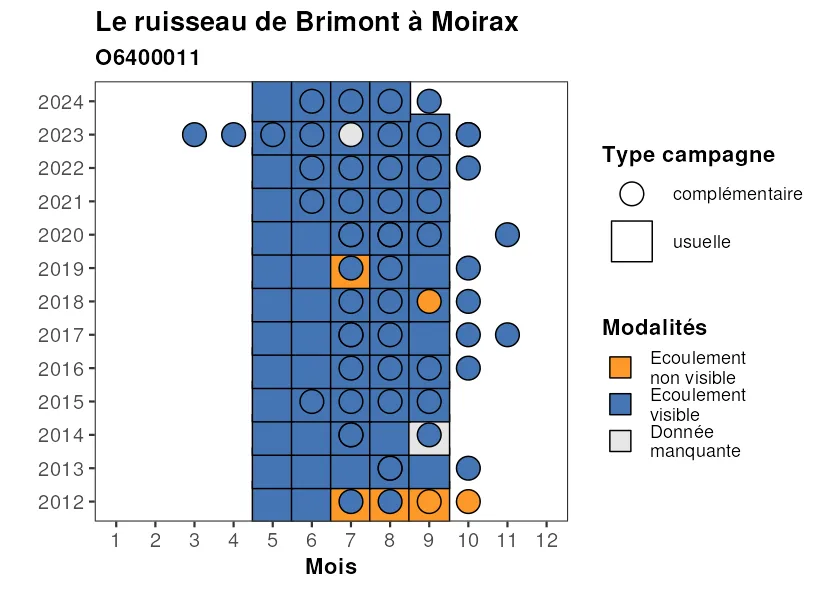 Le ruisseau de Brimont à Moirax
O6400011
2024
2023
2022
2021
2020
2019
2018
2017
2016
2015
2014
2013
2012
1 2 3 4 5 6 7 8 9 10 11 12
Mois
Type campagne
complémentaire
usuelle
Modalités
Ecoulement
non visible
Ecoulement
visible
Donnée
manquante